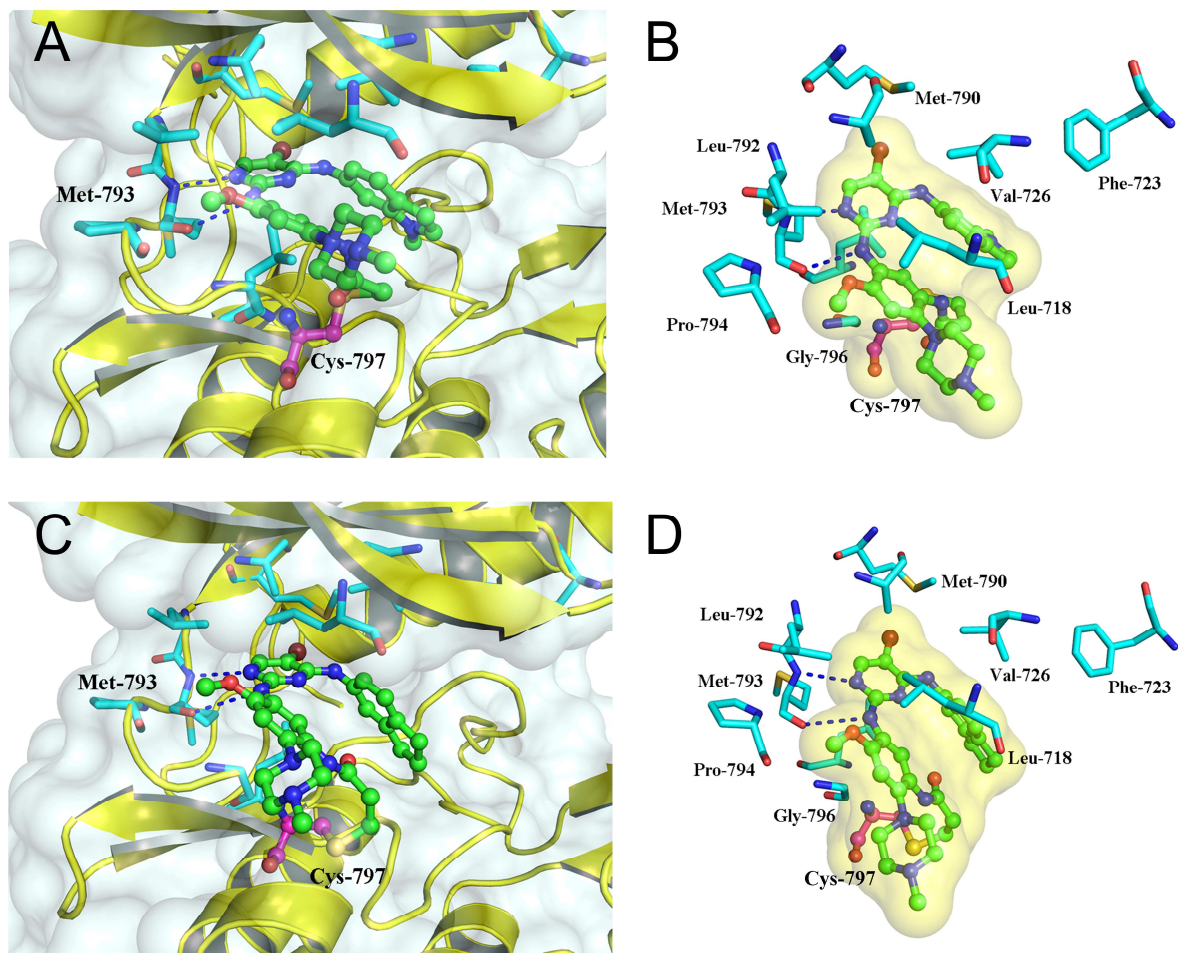 A
Met-793
Cys-797
B
Met-790
Leu-792
Phe-723
Val-726
Met-793
Leu-718
Pro-794
Gly-796
Cys-797
C
Met-793
Cys-797
D
Met-790
Leu-792
Val-726
Met-793
Phe-723
Leu-718
Pro-794
Gly-796
Cys-797